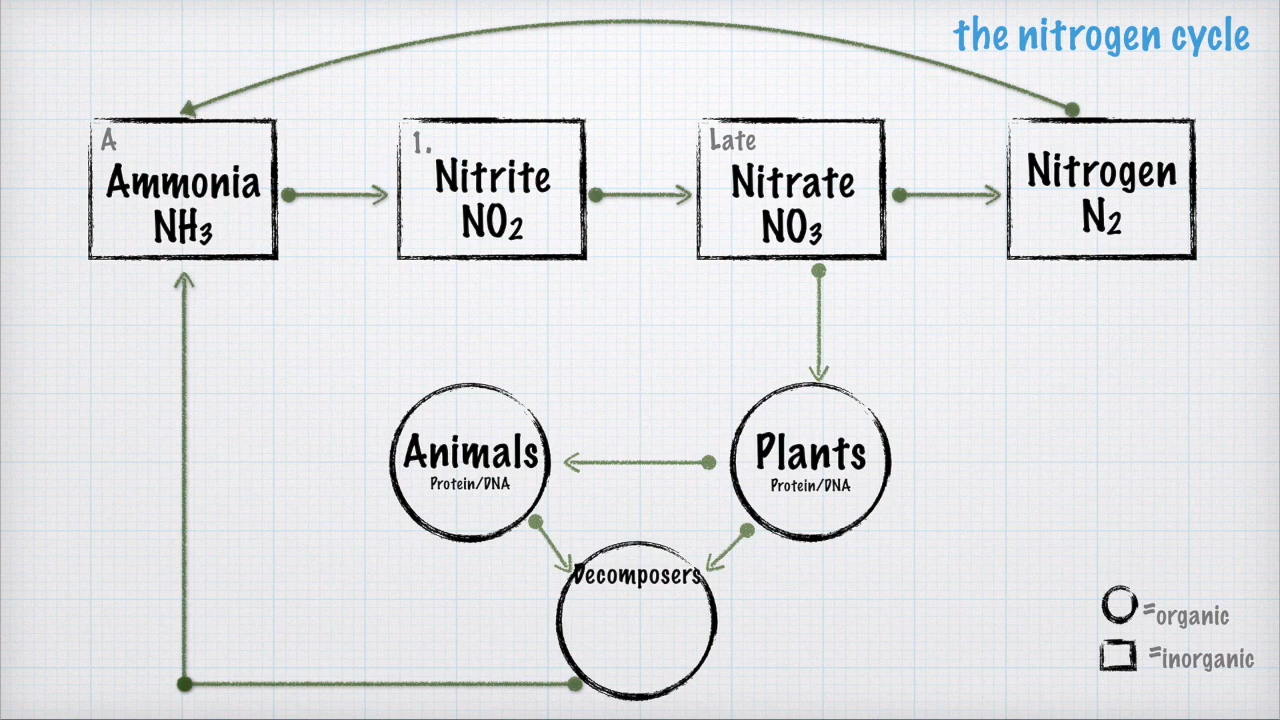 the nitrogen cycle
A
Ammonia
NH₃
1.
Nitrite
NO₂
Late
Nitrate
NO₃
Nitrogen
N₂
Animals
Protein/DNA
Plants
Protein/DNA
Decomposers
=organic
=inorganic